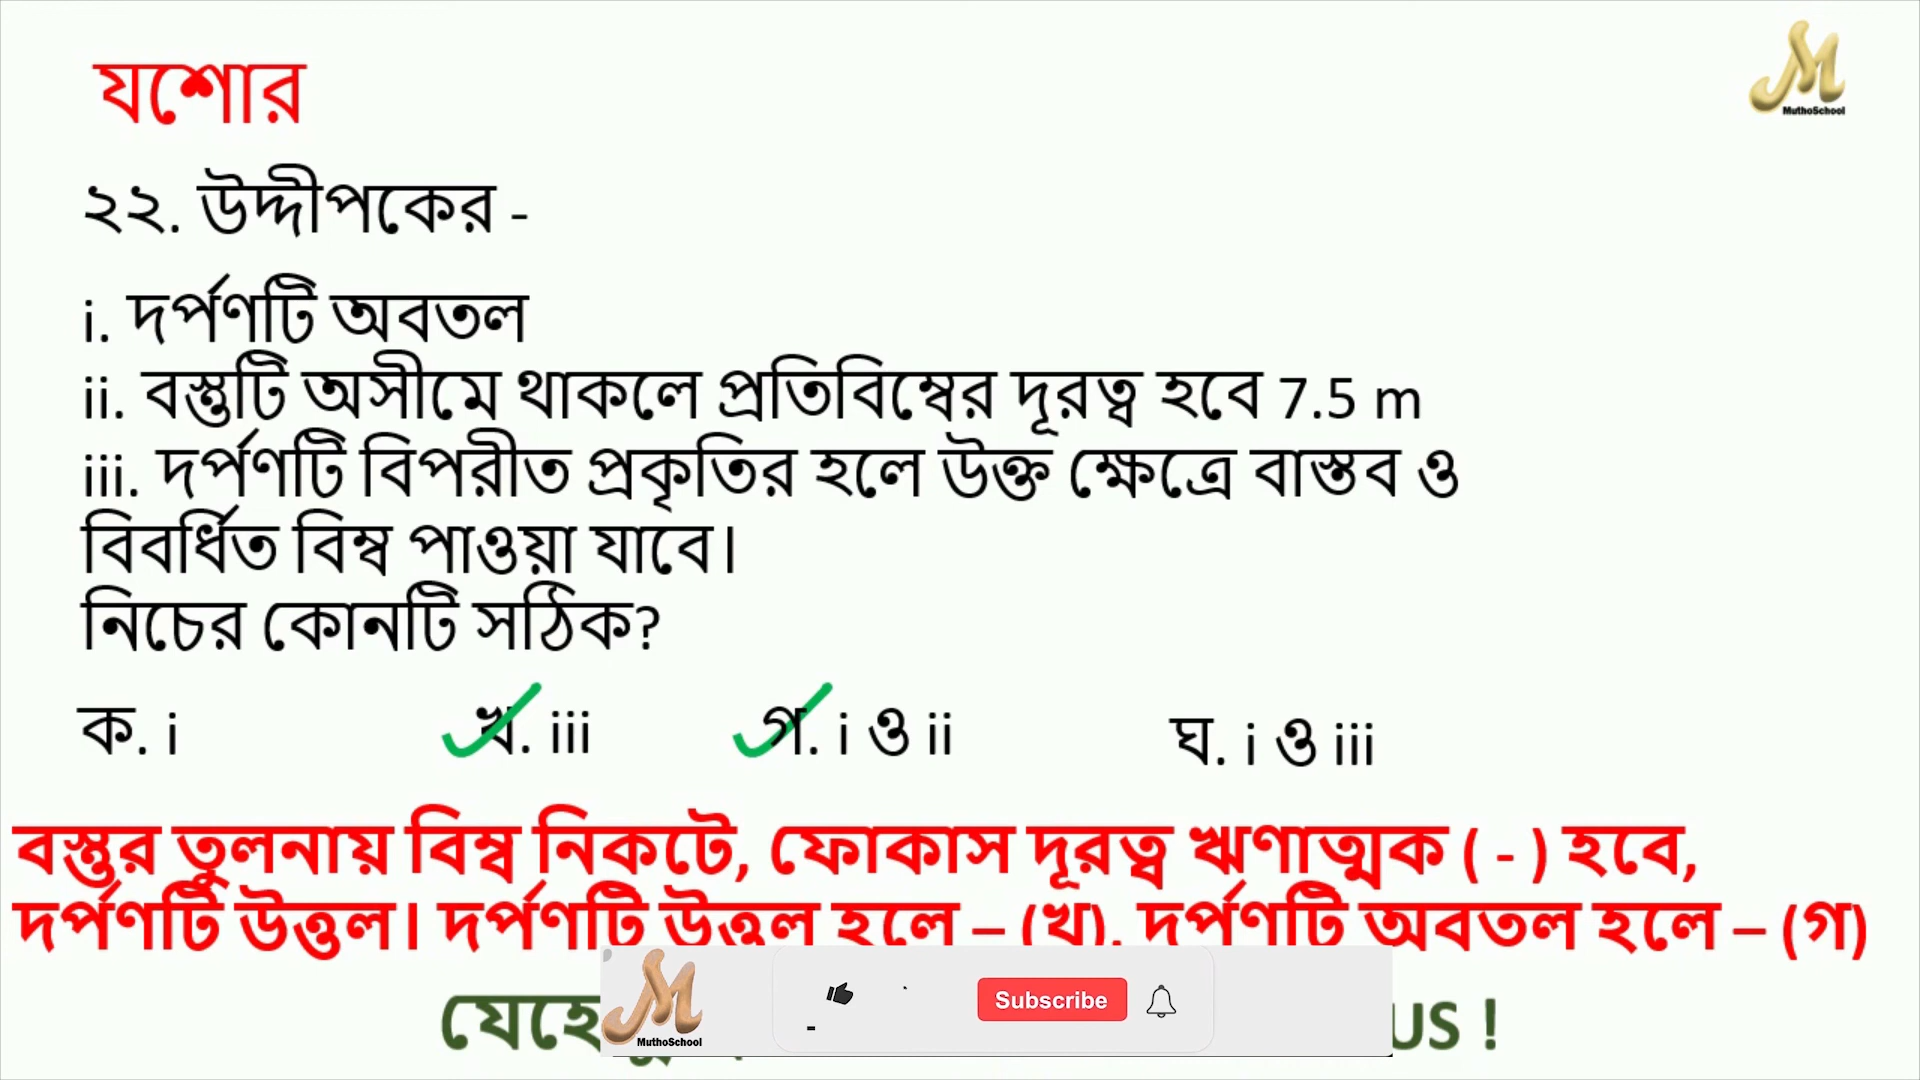 যশোর
MuthoSchool
২২. উদ্দীপকের -
i. দর্পণটি অবতল
ii. বস্তুটি অসীমে থাকলে প্রতিবিম্বের দূরত্ব হবে 7.5 m
iii. দর্পণটি বিপরীত প্রকৃতির হলে উক্ত ক্ষেত্রে বাস্তব ও
বিবর্ধিত বিম্ব পাওয়া যাবে।
নিচের কোনটি সঠিক?
ক. i খ. iii গ. i ও ii ঘ. i ও iii
বস্তুর তুলনায় বিম্ব নিকটে, ফোকাস দূরত্ব ঋণাত্মক ( - ) হবে,
দর্পণটি উত্তল। দর্পণটি উত্তল হলে – (খ). দর্পণটি অবতল হলে – (গ)
MuthoSchool
Subscribe